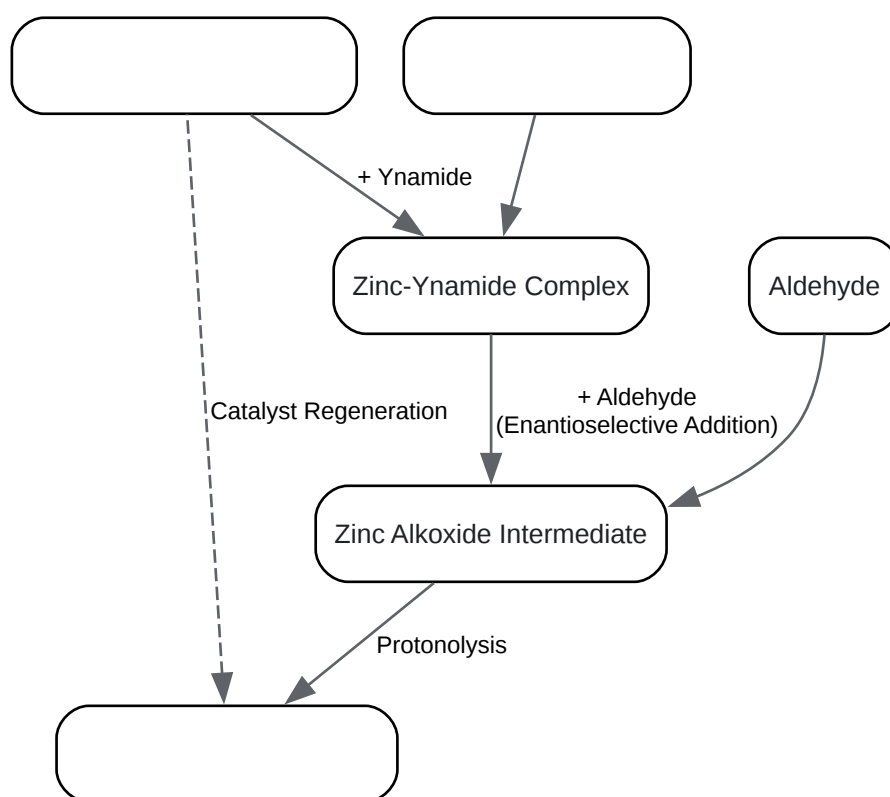 + Ynamide
Zinc-Ynamide Complex
Aldehyde
Catalyst Regeneration
+ Aldehyde
(Enantioselective Addition)
Zinc Alkoxide Intermediate
Protonolysis